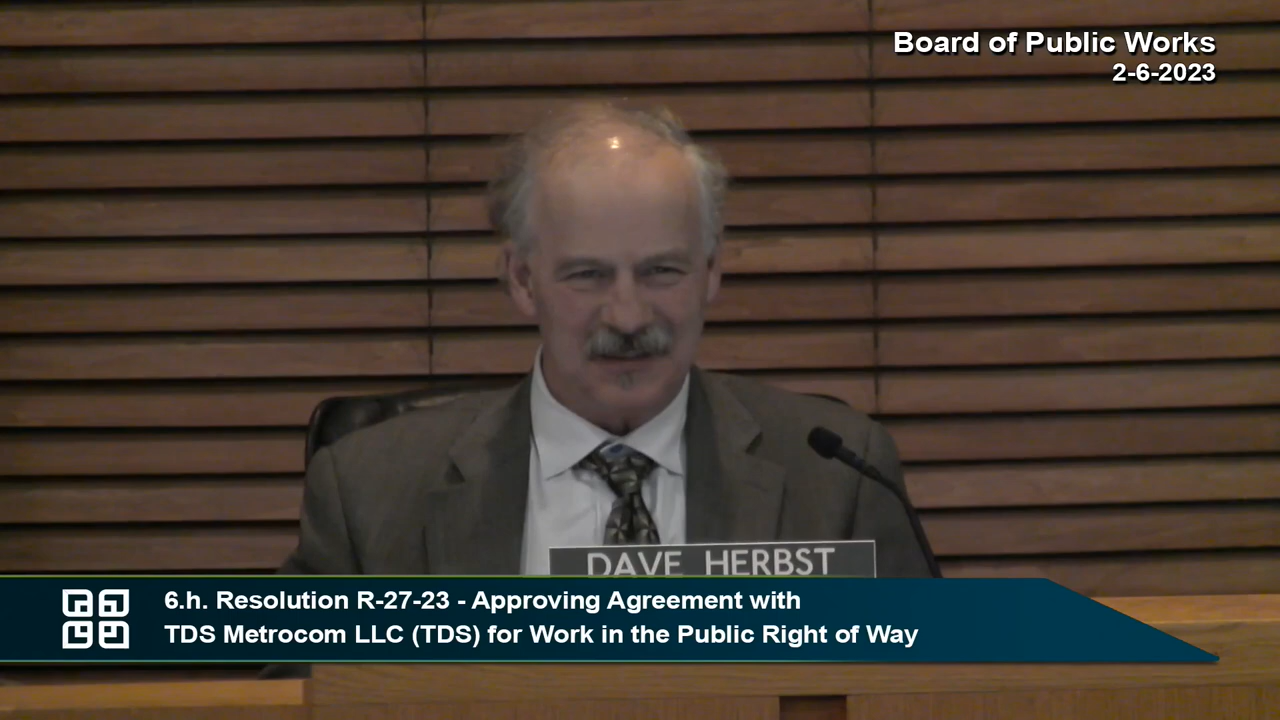 Board of Public Works
2-6-2023
DAVE HERBST
6.h. Resolution R-27-23 - Approving Agreement with
TDS Metrocom LLC (TDS) for Work in the Public Right of Way